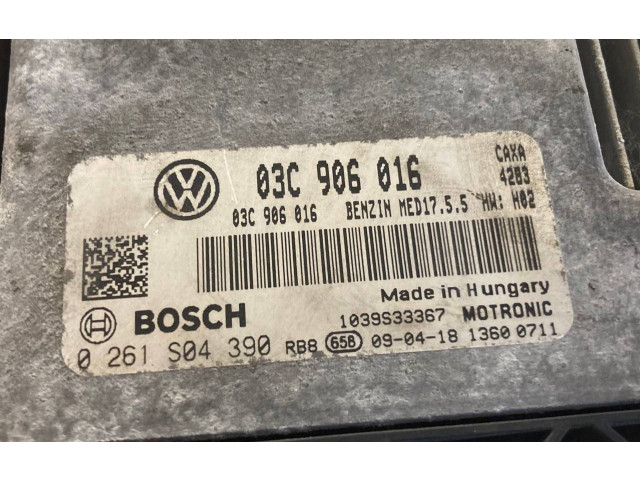 03C 906 016
CAXA
4283
03C 906 016 BENZIN MED17.5.5 HW: H02
Made in Hungary
BOSCH
1039S33367 MOTRONIC
0 261 S04 390 RB8 658 09-04-18 1360 0711